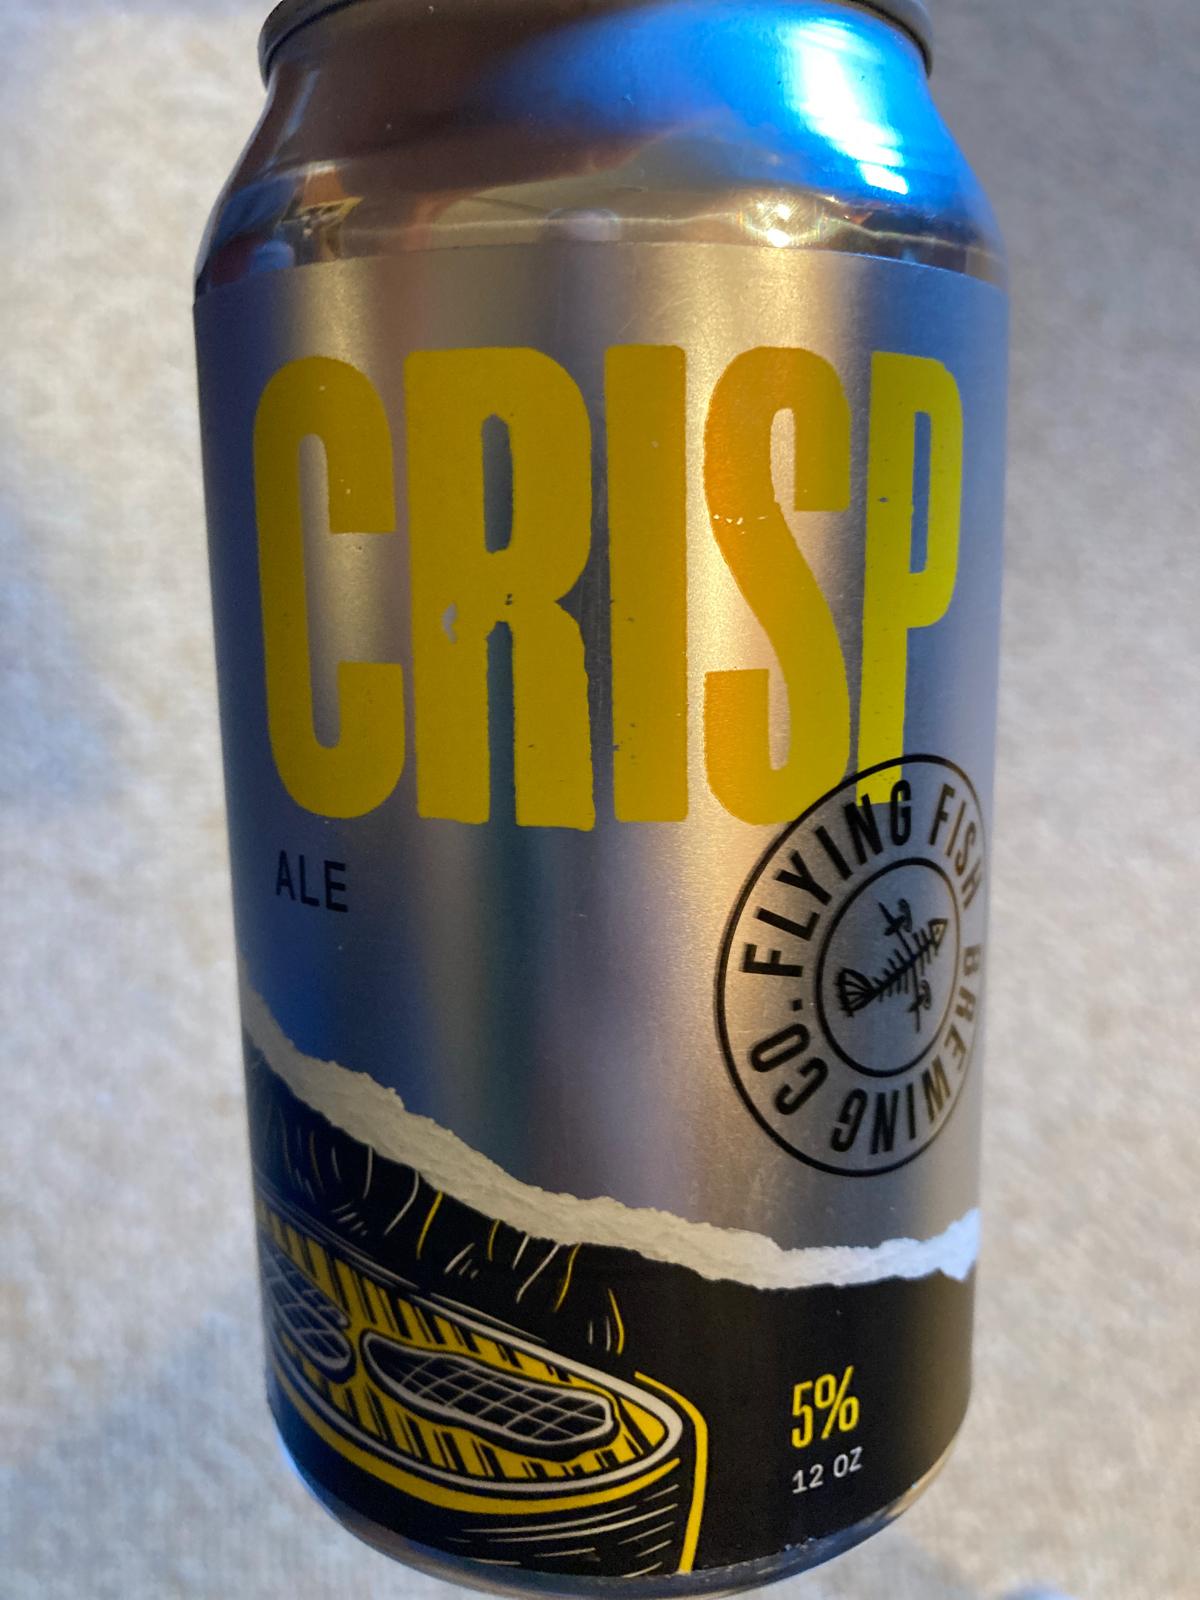 CRISP
ALE
FLYING FISH BREWING CO.
5%
12 OZ